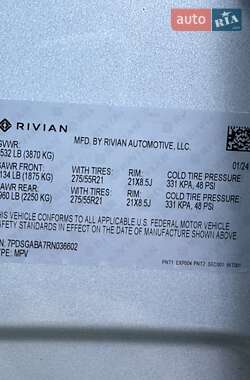 auto.RIA
RIVIAN
MFD. BY RIVIAN AUTOMOTIVE, LLC.
GVWR:
532 LB (3870 KG)
01/24
GAWR FRONT:
134 LB (1875 KG)
WITH TIRES:
275/55R21
RIM:
21X8.5J
COLD TIRE PRESSURE:
331 KPA, 48 PSI
GAWR REAR:
960 LB (2250 KG)
WITH TIRES:
275/55R21
RIM:
21X8.5J
COLD TIRE PRESSURE:
331 KPA, 48 PSI
THIS VEHICLE CONFORMS TO ALL APPLICABLE U.S. FEDERAL MOTOR VEHICLE
SAFETY STANDARDS IN EFFECT ON THE DATE OF MANUFACTURE SHOWN ABOVE.
N: 7PDSGABA7RN036602
TYPE: MPV